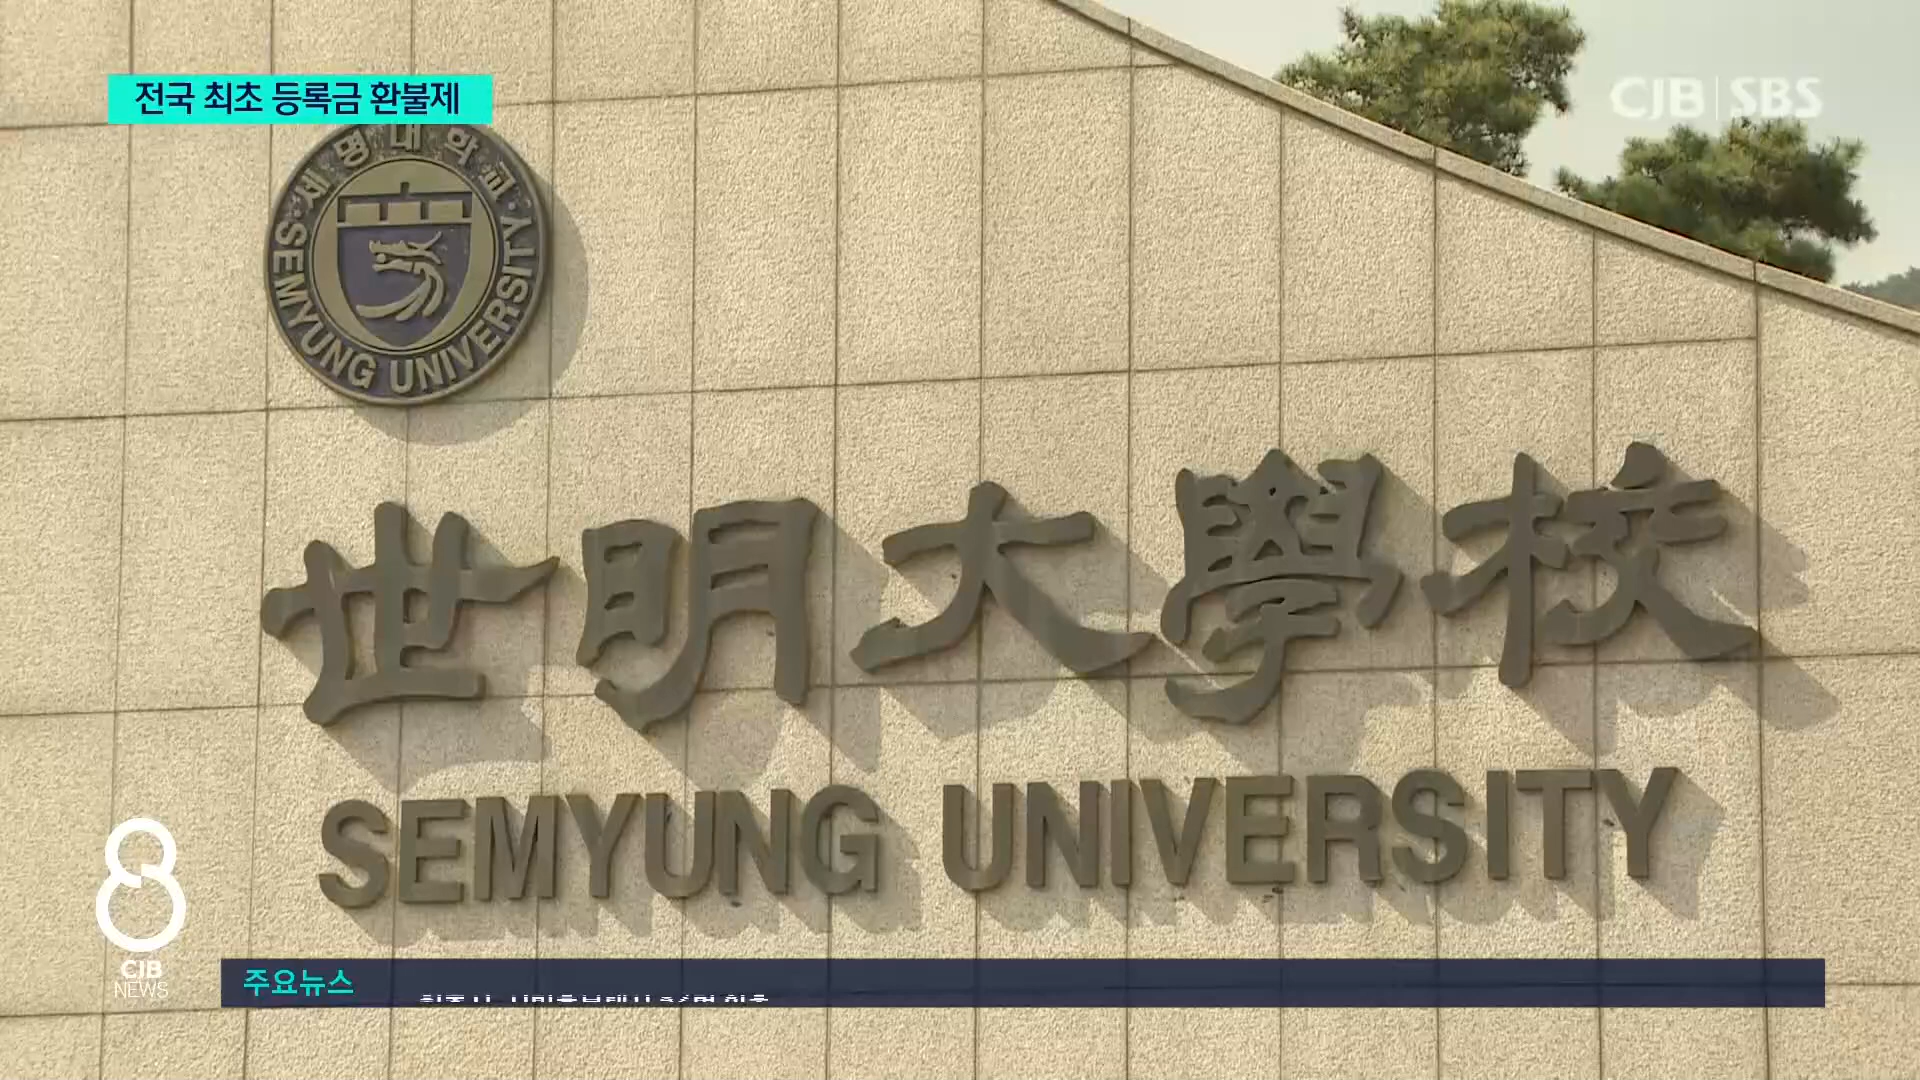 전국 최초 등록금 환불제
CJB SBS
세명대학교
SEMYUNG UNIVERSITY
世明大學校
SEMYUNG UNIVERSITY
8
CJB
NEWS
주요뉴스